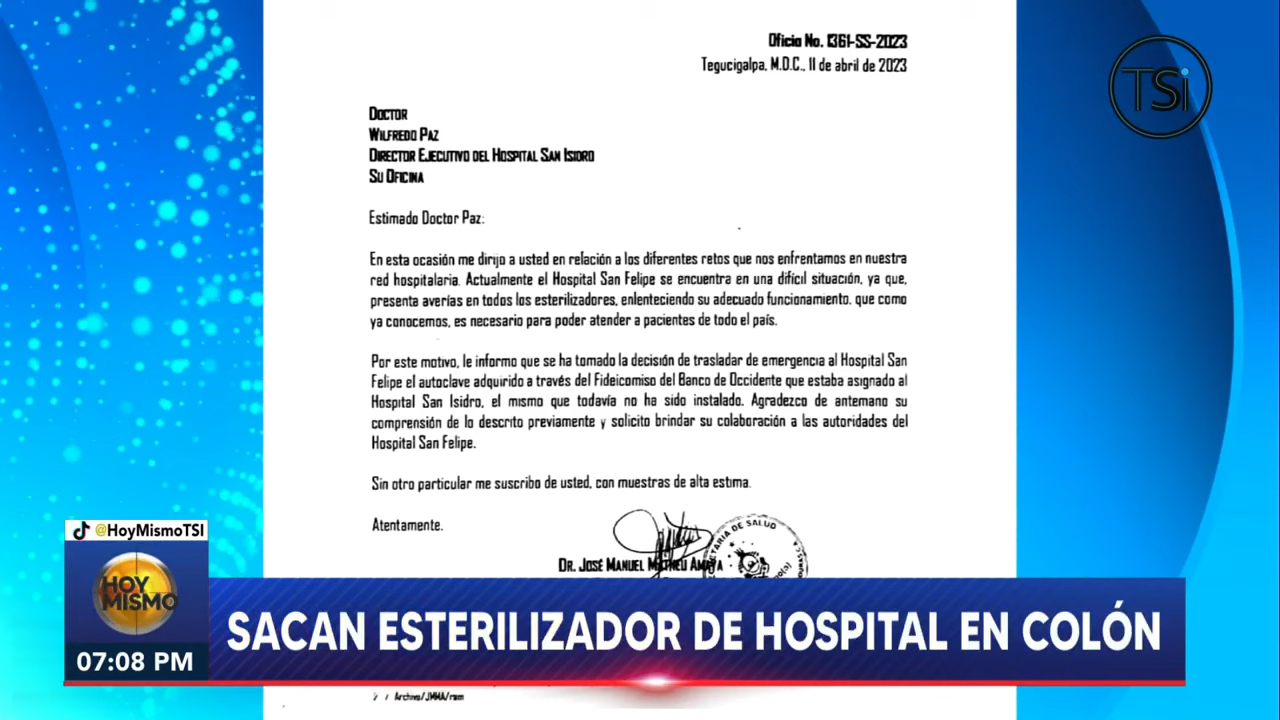 Oficio No. 1361-SS-2023
Tegucigalpa, M.D.C., 11 de abril de 2023
TSi
DOCTOR
WILFREDO PAZ
DIRECTOR EJECUTIVO DEL HOSPITAL SAN ISIDRO
SU OFICINA
Estimado Doctor Paz:
En esta ocasión me dirijo a usted en relación a los diferentes retos que nos enfrentamos en nuestra
red hospitalaria. Actualmente el Hospital San Felipe se encuentra en una difícil situación, ya que,
presenta averías en todos los esterilizadores, enlenteciendo su adecuado funcionamiento, que como
ya conocemos, es necesario para poder atender a pacientes de todo el país.
Por este motivo, le informo que se ha tomado la decisión de trasladar de emergencia al Hospital San
Felipe el autoclave adquirido a través del Fideicomiso del Banco de Occidente que estaba asignado al
Hospital San Isidro, el mismo que todavía no ha sido instalado. Agradezco de antemano su
comprensión de lo descrito previamente y solicito brindar su colaboración a las autoridades del
Hospital San Felipe.
Sin otro particular me suscribo de usted, con muestras de alta estima.
Atentamente.
DE SALUD
DR. JOSÉ MANUEL MATHEU AMAYA
@HoyMismoTSI
HOY
MISMO
07:08 PM
SACAN ESTERILIZADOR DE HOSPITAL EN COLÓN
Archivo/JMMA/rsm